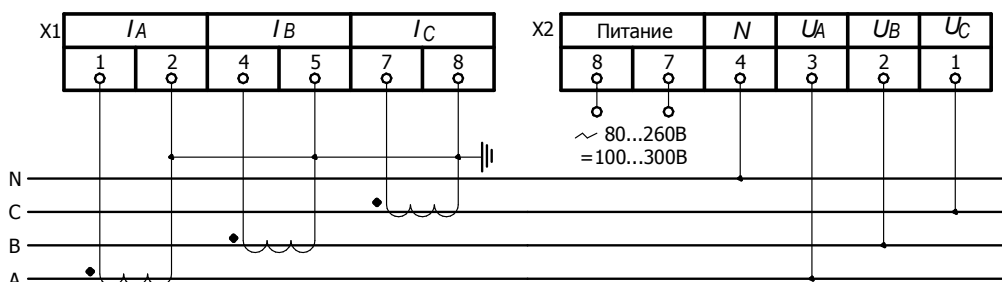 X1 IA IB IC X2 Питание N UA UB UC
1 2 4 5 7 8 8 7 4 3 2 1
~ 80...260В
=100...300В
N
C
B
A